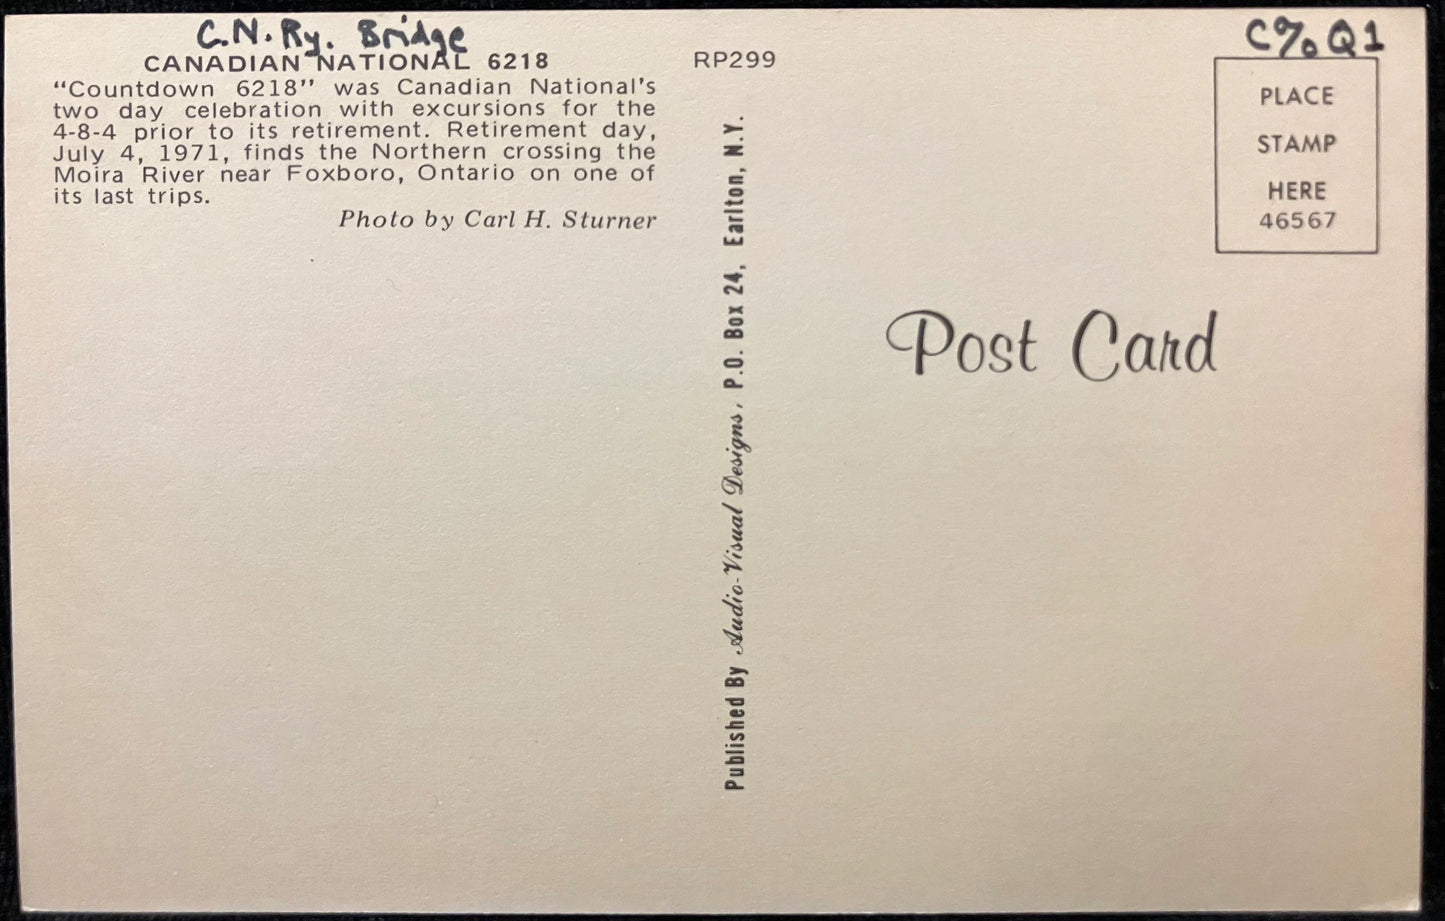 C.N.Ry. Bridge
CANADIAN NATIONAL 6218
RP299
"Countdown 6218" was Canadian National's
two day celebration with excursions for the
4-8-4 prior to its retirement. Retirement day,
July 4, 1971, finds the Northern crossing the
Moira River near Foxboro, Ontario on one of
its last trips.
Photo by Carl H. Sturner
Published By Audio-Visual Designs, P.O. Box 24, Earlton, N.Y.
C%Q1
PLACE
STAMP
HERE
46567
Post Card